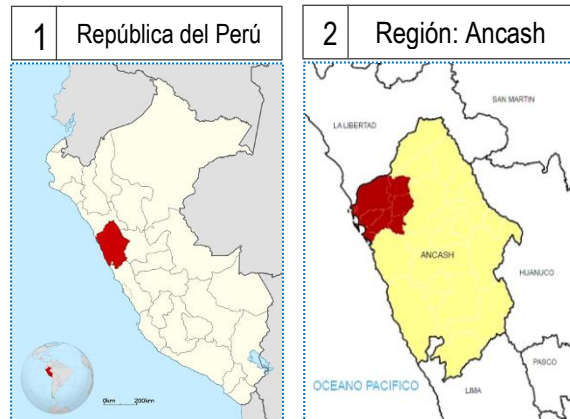 1 República del Perú
0km 200km
2 Región: Ancash
SAN MARTIN
LA LIBERTAD
ANCASH
HUANUCO
PASCO
OCEANO PACIFICO
LIMA